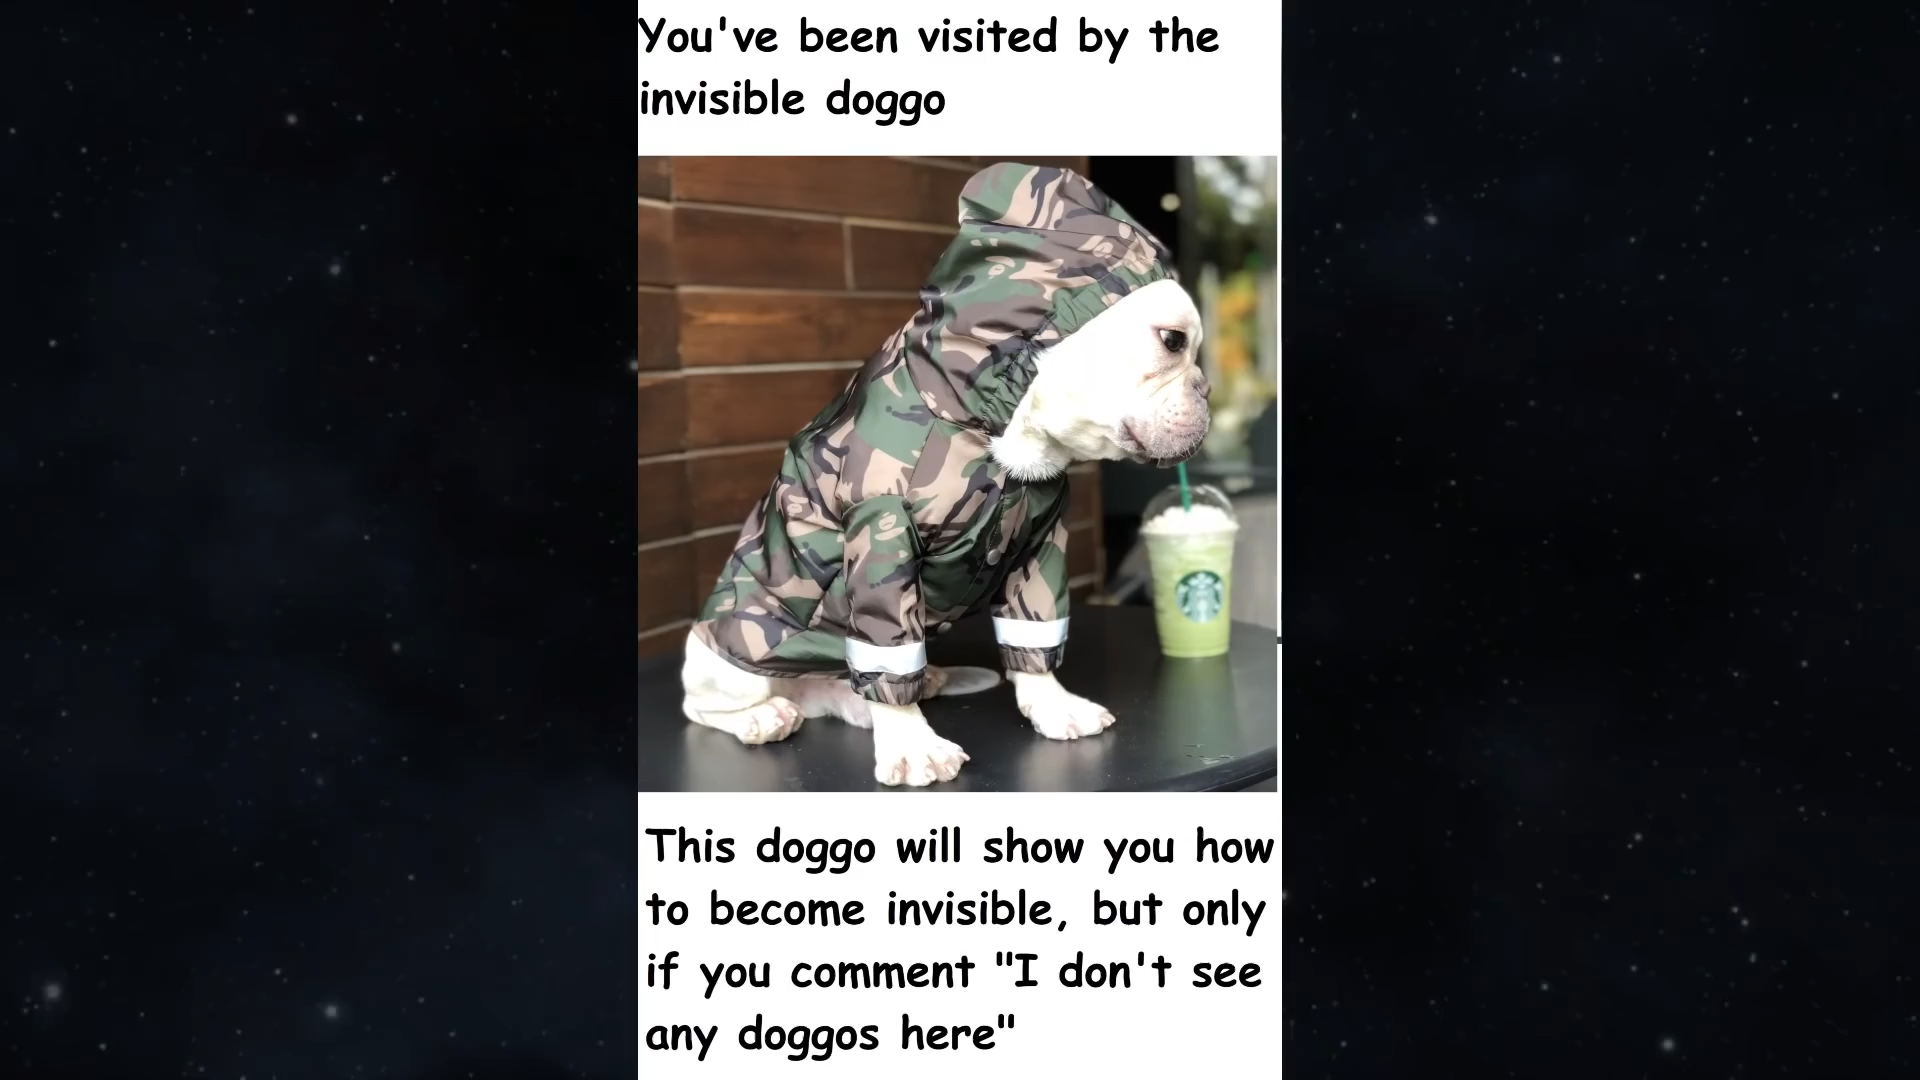 You've been visited by the
invisible doggo
This doggo will show you how
to become invisible, but only
if you comment "I don't see
any doggos here"